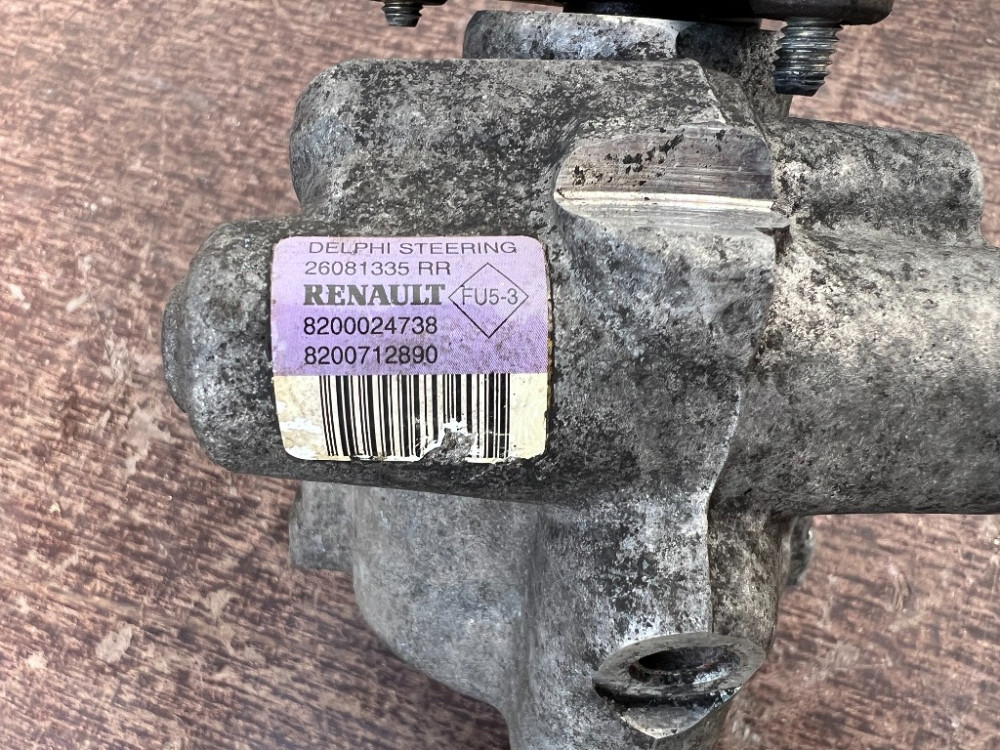 DELPHI STEERING
26081335 RR
RENAULT FU5-3
8200024738
8200712890